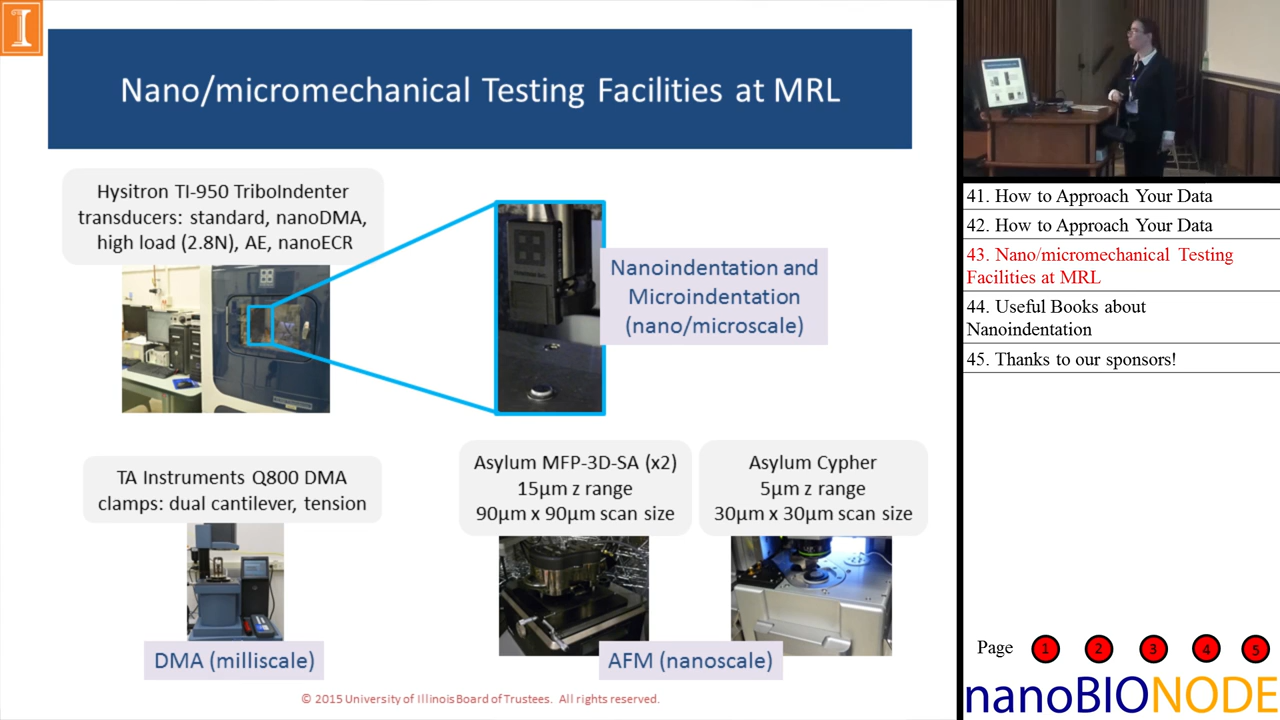 I
Nano/micromechanical Testing Facilities at MRL
Hysitron TI-950 TriboIndenter
transducers: standard, nanoDMA,
high load (2.8N), AE, nanoECR
Nanoindentation and
Microindentation
(nano/microscale)
TA Instruments Q800 DMA
clamps: dual cantilever, tension
DMA (milliscale)
Asylum MFP-3D-SA (x2)
15µm z range
90µm x 90µm scan size
Asylum Cypher
5µm z range
30µm x 30µm scan size
AFM (nanoscale)
© 2015 University of IllinoisBoard of Trustees. All rights reserved.
41. How to Approach Your Data
42. How to Approach Your Data
43. Nano/micromechanical Testing
Facilities at MRL
44. Useful Books about
Nanoindentation
45. Thanks to our sponsors!
Page 1 2 3 4 5
nanoBIONODE